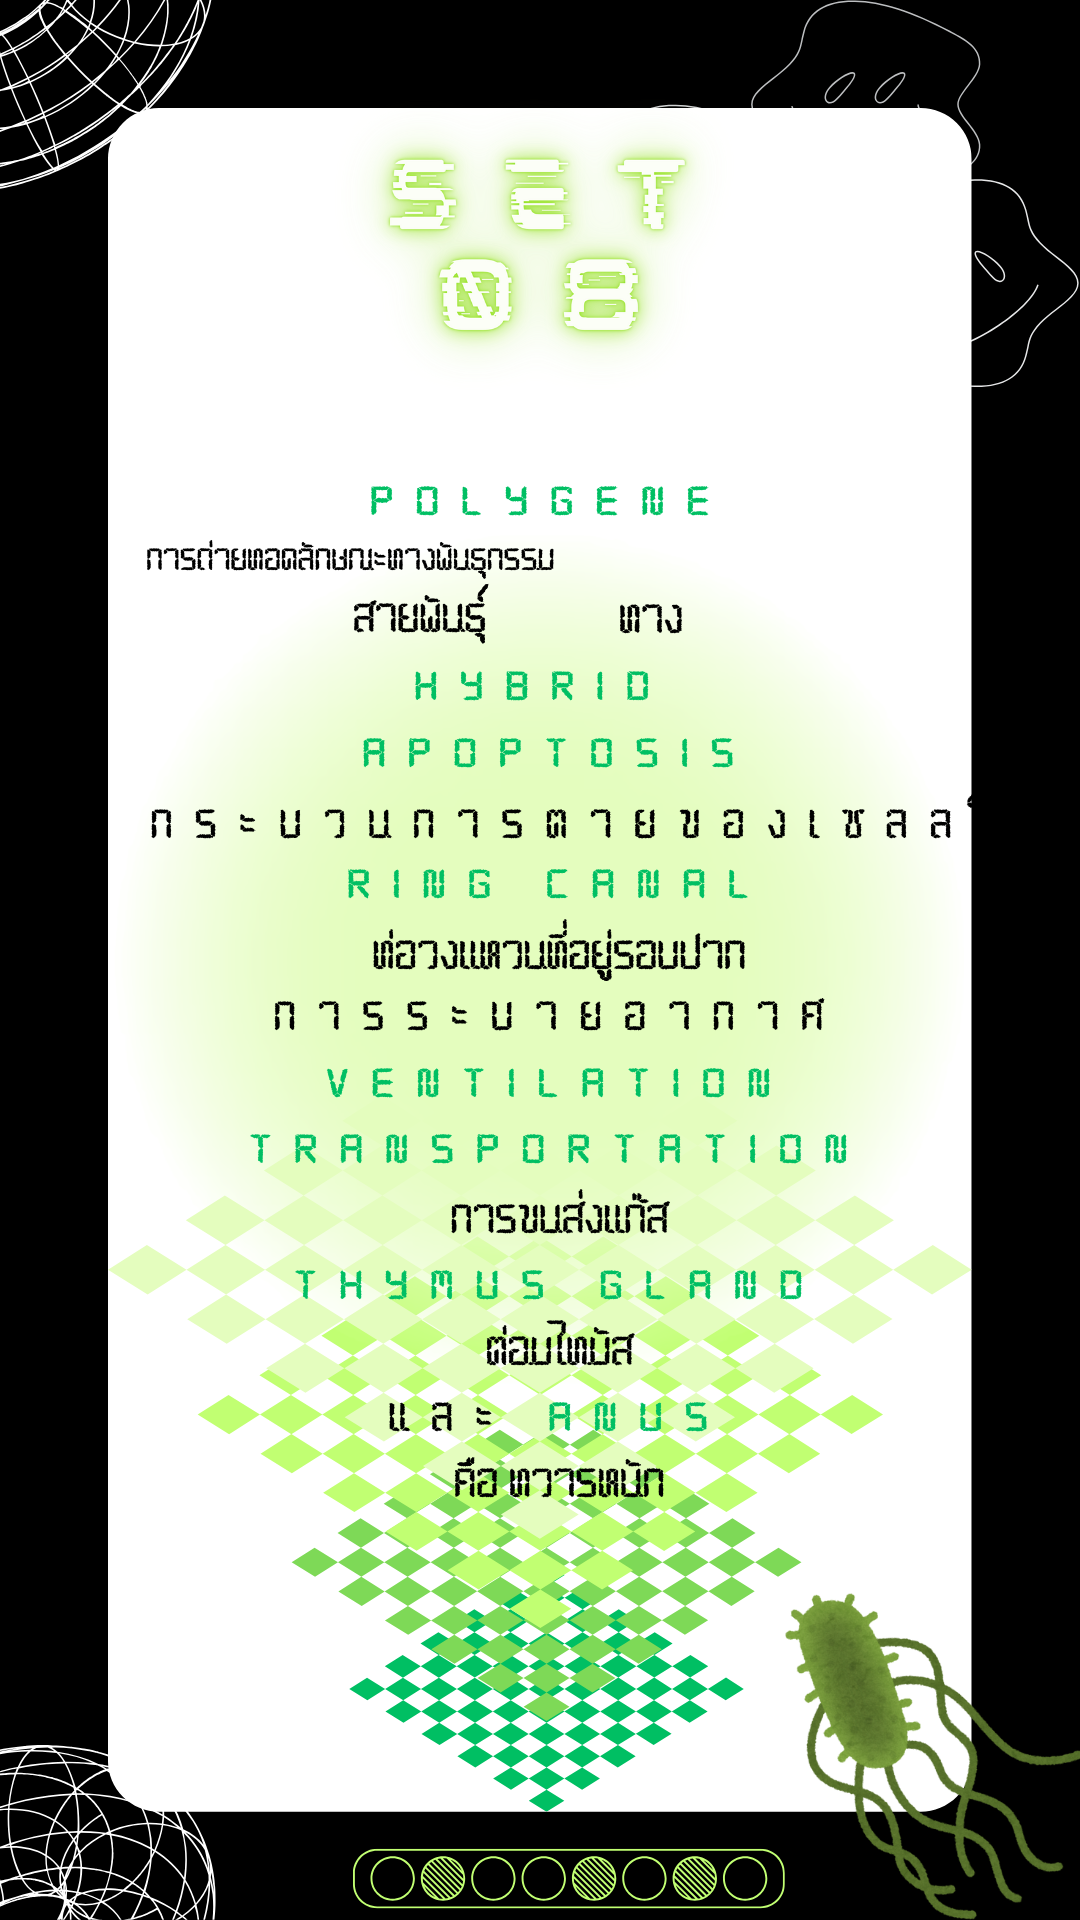 SET
08
POLYGENE
การถ่ายทอดลักษณะทางพันธุกรรม
สายพันธุ์ ทาง
HYBRID
APOPTOSIS
กระบวนการตายของเซลล์
RING CANAL
ท่อวงแหวนที่อยู่รอบปาก
การระบายอากาศ
VENTILATION
TRANSPORTATION
การขนส่งแก๊ส
THYMUS GLAND
ต่อมไทมัส
และ ANUS
คือ ทวารหนัก